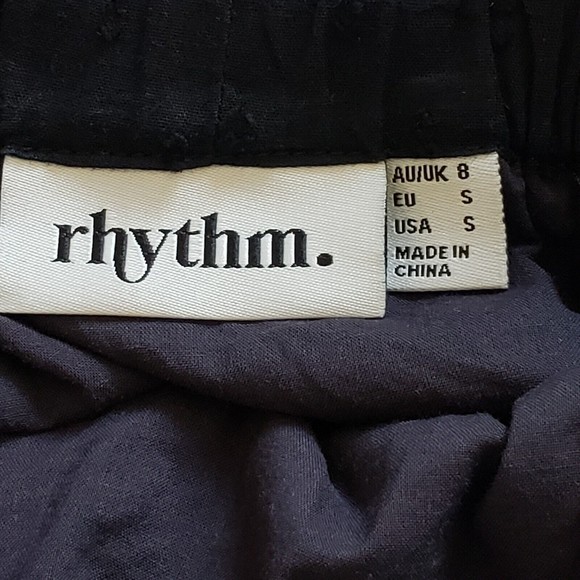 rhythm.
AU/UK 8
EU S
USA S
MADE IN
CHINA